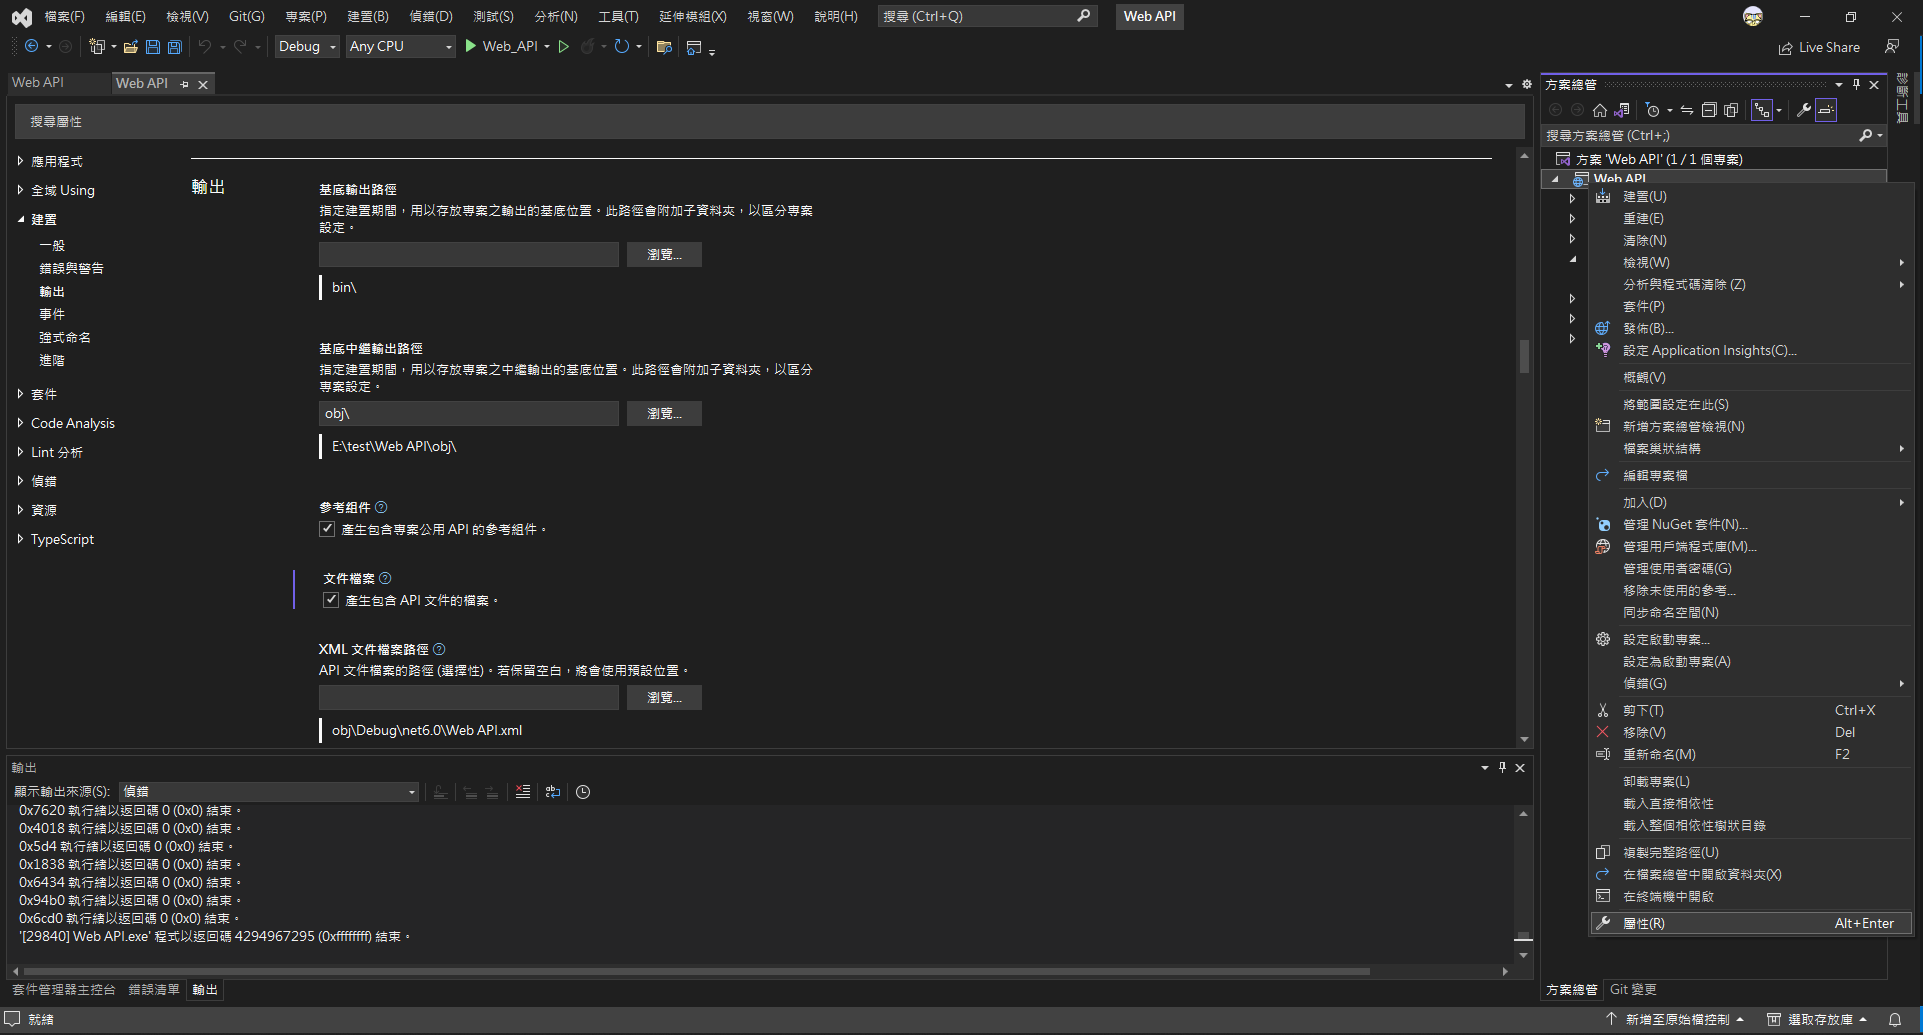 檔案(F) 編輯(E) 檢視(V) Git(G) 專案(P) 建置(B) 偵錯(D) 測試(S) 分析(N) 工具(T) 延伸模組(X) 視窗(W) 說明(H) 搜尋 (Ctrl+Q) Web API
Debug Any CPU Web_API Live Share
Web API Web API
搜尋屬性
應用程式
全域 Using
建置
一般
錯誤與警告
輸出
事件
強式命名
進階
套件
Code Analysis
Lint 分析
偵錯
資源
TypeScript
輸出
基底輸出路徑
指定建置期間，用以存放專案之輸出的基底位置。此路徑會附加子資料夾，以區分專案
設定。
瀏覽...
bin\
基底中繼輸出路徑
指定建置期間，用以存放專案之中繼輸出的基底位置。此路徑會附加子資料夾，以區分
專案設定。
obj\ 瀏覽...
E:\test\Web API\obj\
參考組件
產生包含專案公用 API 的參考組件。
文件檔案
產生包含 API 文件的檔案。
XML 文件檔案路徑
API 文件檔案的路徑 (選擇性)。若保留空白，將會使用預設位置。
瀏覽...
obj\Debug\net6.0\Web API.xml
輸出
顯示輸出來源(S): 偵錯
0x7620 執行緒以返回碼 0 (0x0) 結束。
0x4018 執行緒以返回碼 0 (0x0) 結束。
0x5d4 執行緒以返回碼 0 (0x0) 結束。
0x1838 執行緒以返回碼 0 (0x0) 結束。
0x6434 執行緒以返回碼 0 (0x0) 結束。
0x94b0 執行緒以返回碼 0 (0x0) 結束。
0x6cd0 執行緒以返回碼 0 (0x0) 結束。
'[29840] Web API.exe' 程式以返回碼 4294967295 (0xffffffff) 結束。
套件管理器主控台 錯誤清單 輸出
方案總管
搜尋方案總管 (Ctrl+;)
方案 'Web API' (1 / 1 個專案)
Web API
建置(U)
重建(E)
清除(N)
檢視(W)
分析與程式碼清除 (Z)
套件(P)
發佈(B)...
設定 Application Insights(C)...
概觀(V)
將範圍設定在此(S)
新增方案總管檢視(N)
檔案巢狀結構
編輯專案檔
加入(D)
管理 NuGet 套件(N)...
管理用戶端程式庫(M)...
管理使用者密碼(G)
移除未使用的參考...
同步命名空間(N)
設定啟動專案...
設定為啟動專案(A)
偵錯(G)
剪下(T) Ctrl+X
移除(V) Del
重新命名(M) F2
卸載專案(L)
載入直接相依性
載入整個相依性樹狀目錄
複製完整路徑(U)
在檔案總管中開啟資料夾(X)
在終端機中開啟
屬性(R) Alt+Enter
方案總管 Git 變更
診斷工具
就緒 新增至原始檔控制 選取存放庫